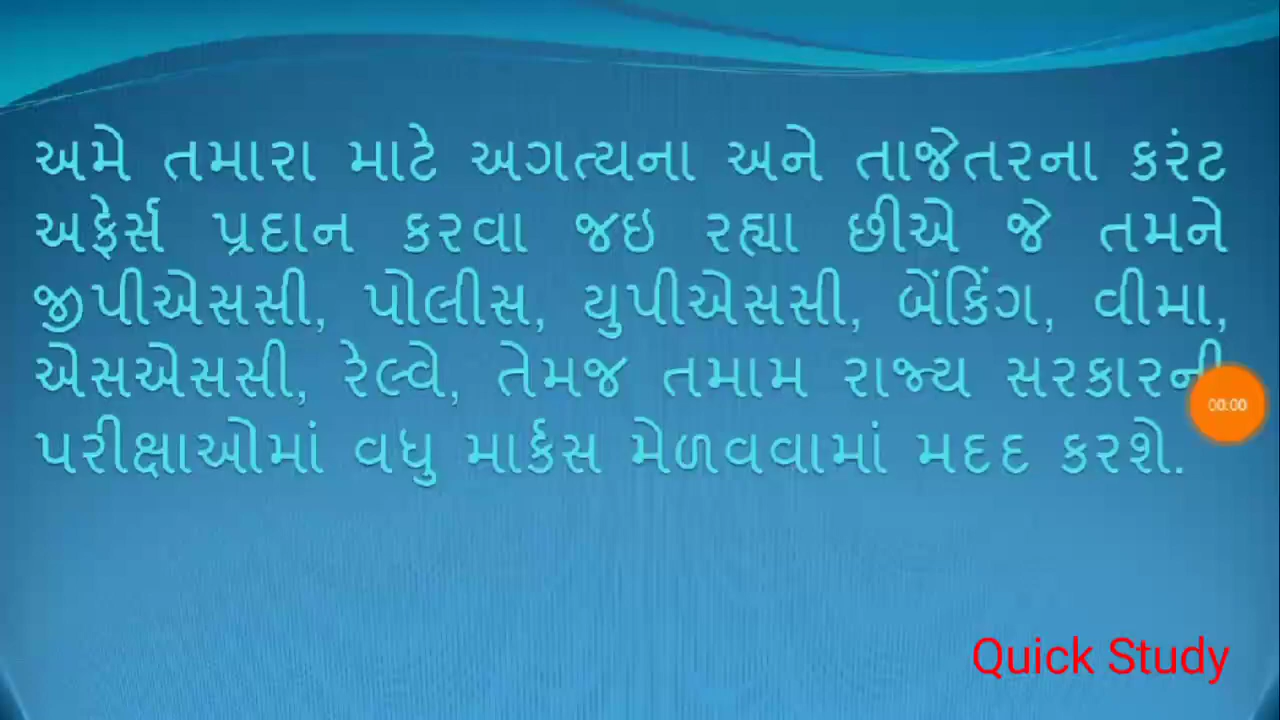 અમે તમારા માટે અગત્યના અને તાજેતરના કરંટ
અફેર્સ પ્રદાન કરવા જઇ રહ્યા છીએ જે તમને
જીપીએસસી, પોલીસ, યુપીએસસી, બેંકિંગ, વીમા,
એસએસસી, રેલ્વે, તેમજ તમામ રાજ્ય સરકારની
પરીક્ષાઓમાં વધુ માર્કસ મેળવવામાં મદદ કરશે.
00:00
Quick Study